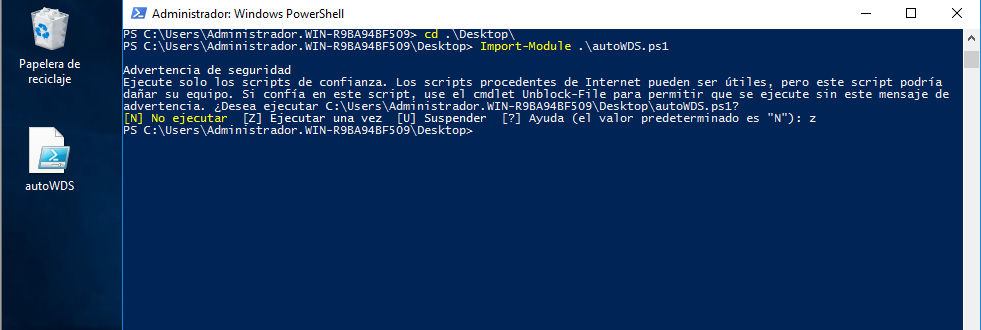 Administrador: Windows PowerShell
PS C:\Users\Administrador.WIN-R9BA94BF509> cd .\Desktop\
PS C:\Users\Administrador.WIN-R9BA94BF509\Desktop> Import-Module .\autoWDS.ps1
Advertencia de seguridad
Ejecute solo los scripts de confianza. Los scripts procedentes de Internet pueden ser útiles, pero este script podría
dañar su equipo. Si confía en este script, use el cmdlet Unblock-File para permitir que se ejecute sin este mensaje de
advertencia. ¿Desea ejecutar C:\Users\Administrador.WIN-R9BA94BF509\Desktop\autoWDS.ps1?
[N] No ejecutar  [Z] Ejecutar una vez  [U] Suspender  [?] Ayuda (el valor predeterminado es "N"): z
PS C:\Users\Administrador.WIN-R9BA94BF509\Desktop>
Papelera de
reciclaje
autoWDS